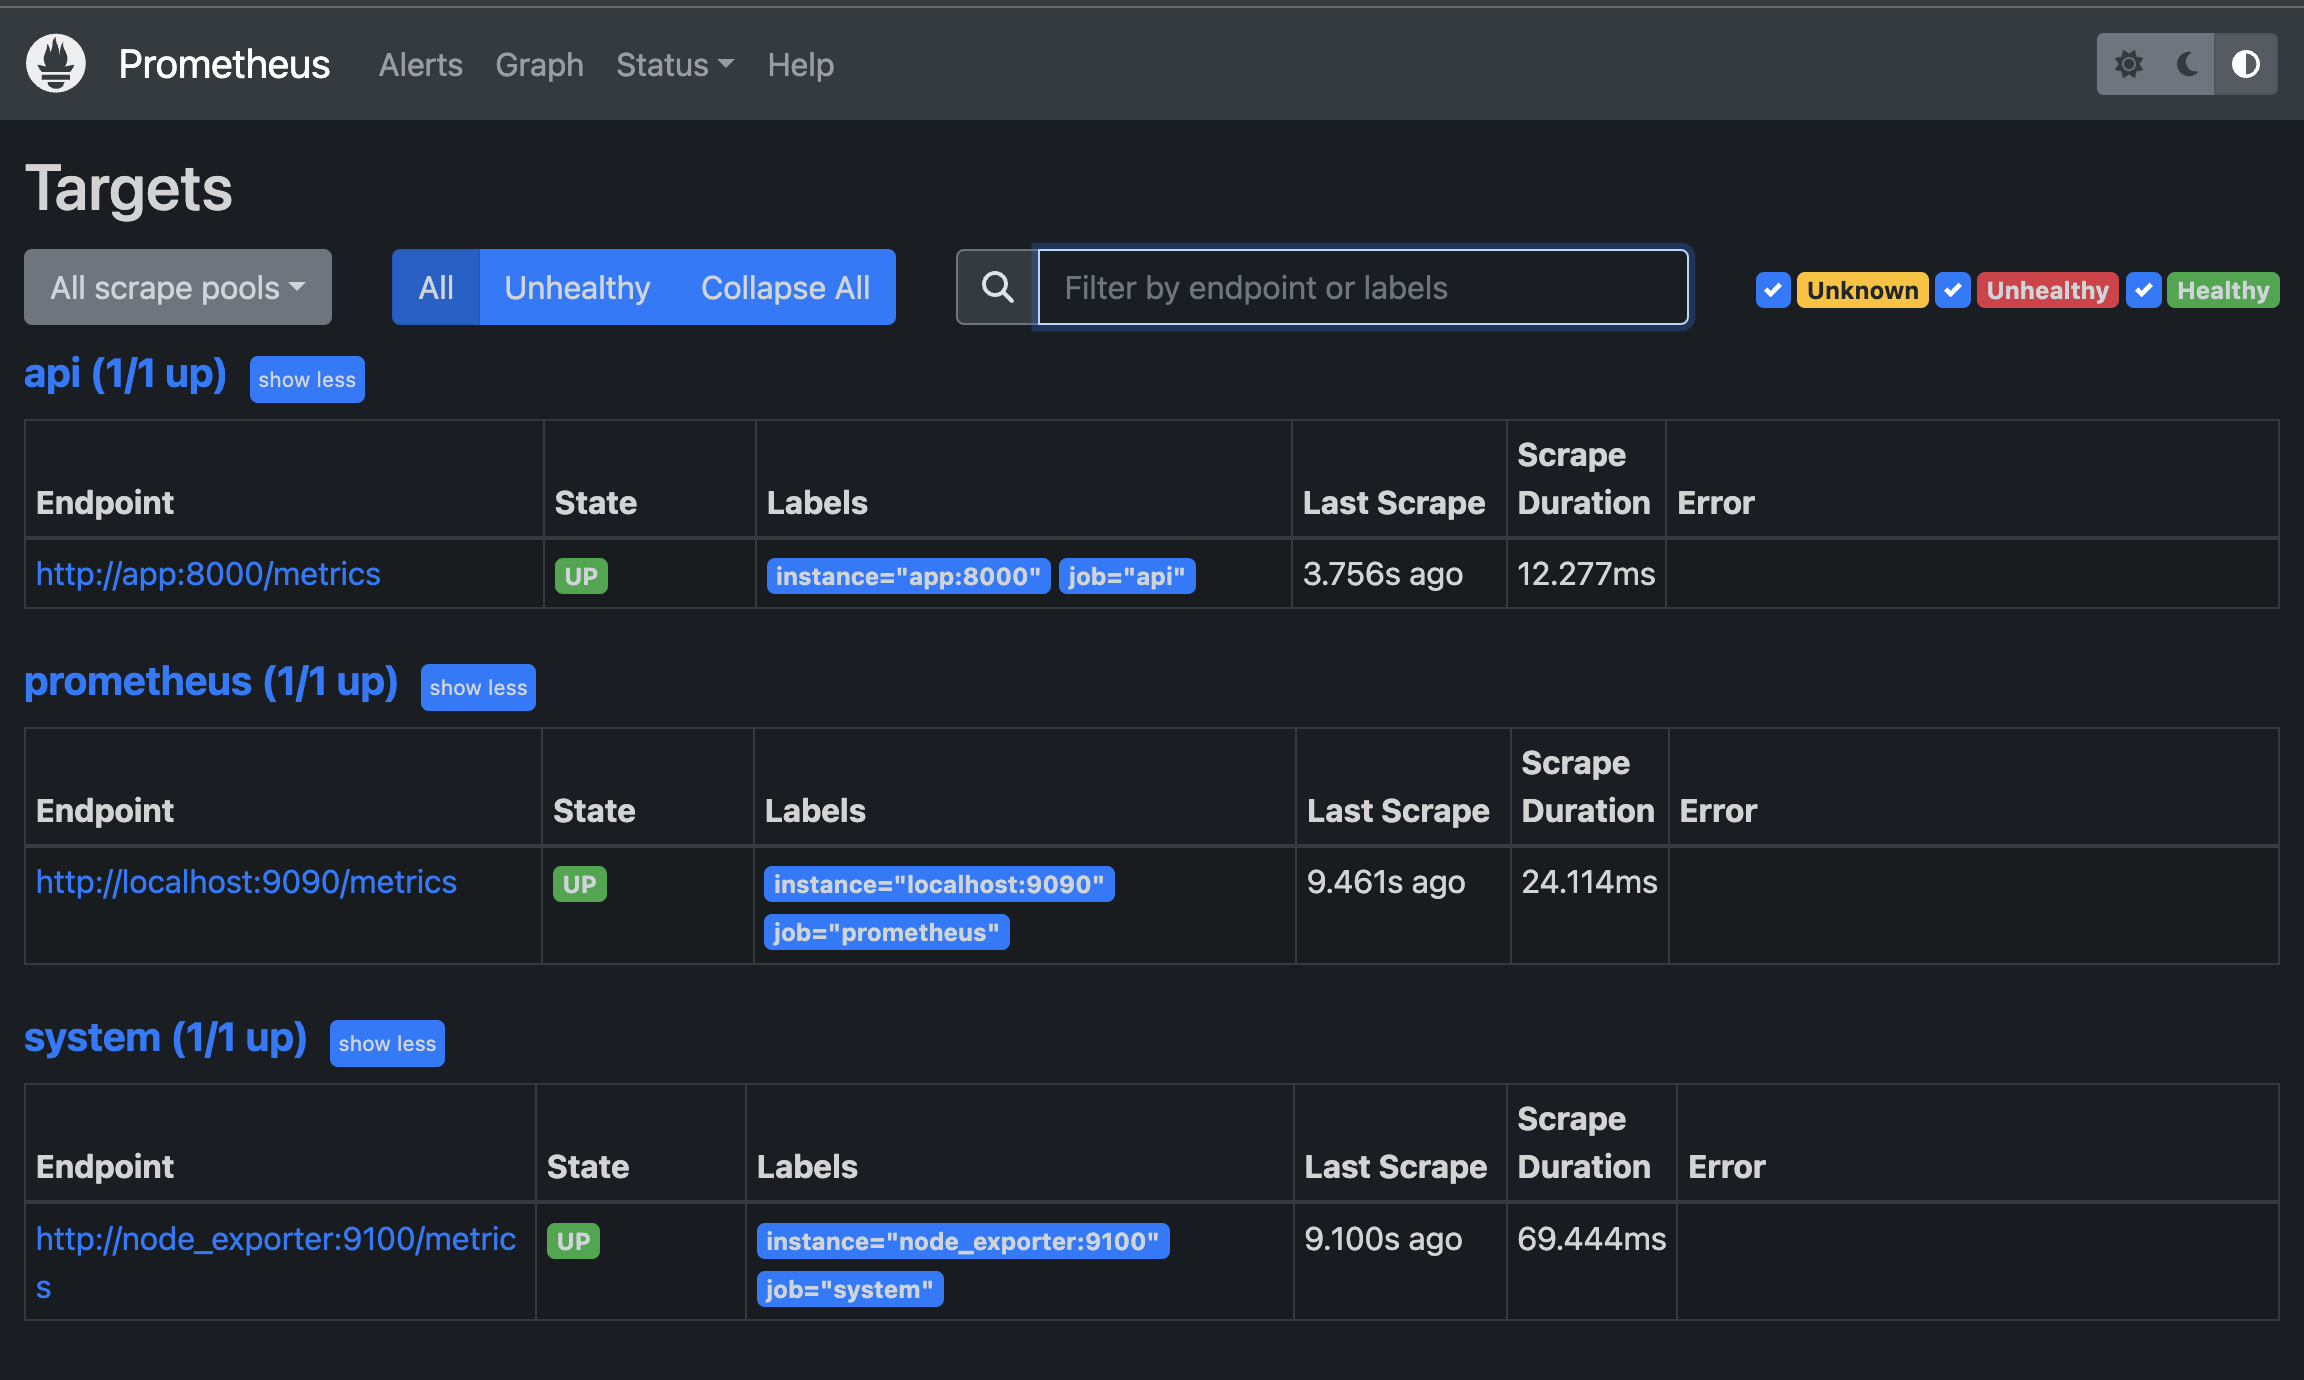 Prometheus Alerts Graph Status Help
Targets
All scrape pools All Unhealthy Collapse All Filter by endpoint or labels Unknown Unhealthy Healthy
api (1/1 up) show less
Endpoint State Labels Last Scrape Scrape Duration Error
http://app:8000/metrics UP instance="app:8000" job="api" 3.756s ago 12.277ms
prometheus (1/1 up) show less
Endpoint State Labels Last Scrape Scrape Duration Error
http://localhost:9090/metrics UP instance="localhost:9090" 9.461s ago 24.114ms
job="prometheus"
system (1/1 up) show less
Endpoint State Labels Last Scrape Scrape Duration Error
http://node_exporter:9100/metric UP instance="node_exporter:9100" 9.100s ago 69.444ms
s job="system"